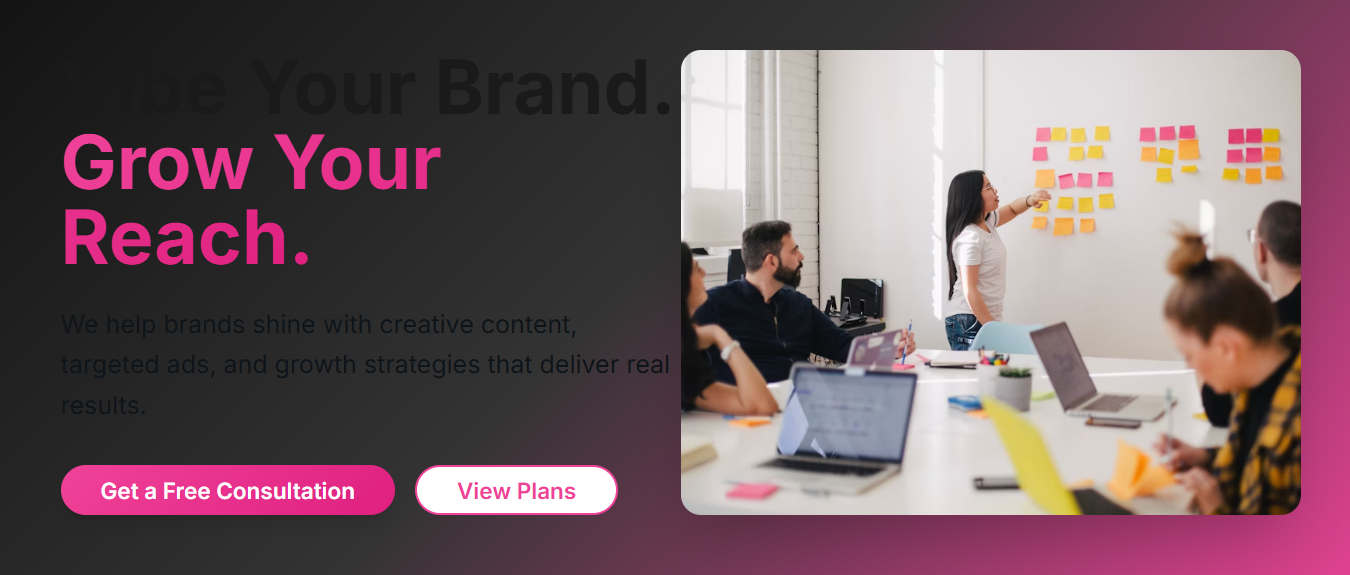 Vibe Your Brand.
Grow Your
Reach.
We help brands shine with creative content,
targeted ads, and growth strategies that deliver real
results.
Get a Free Consultation
View Plans